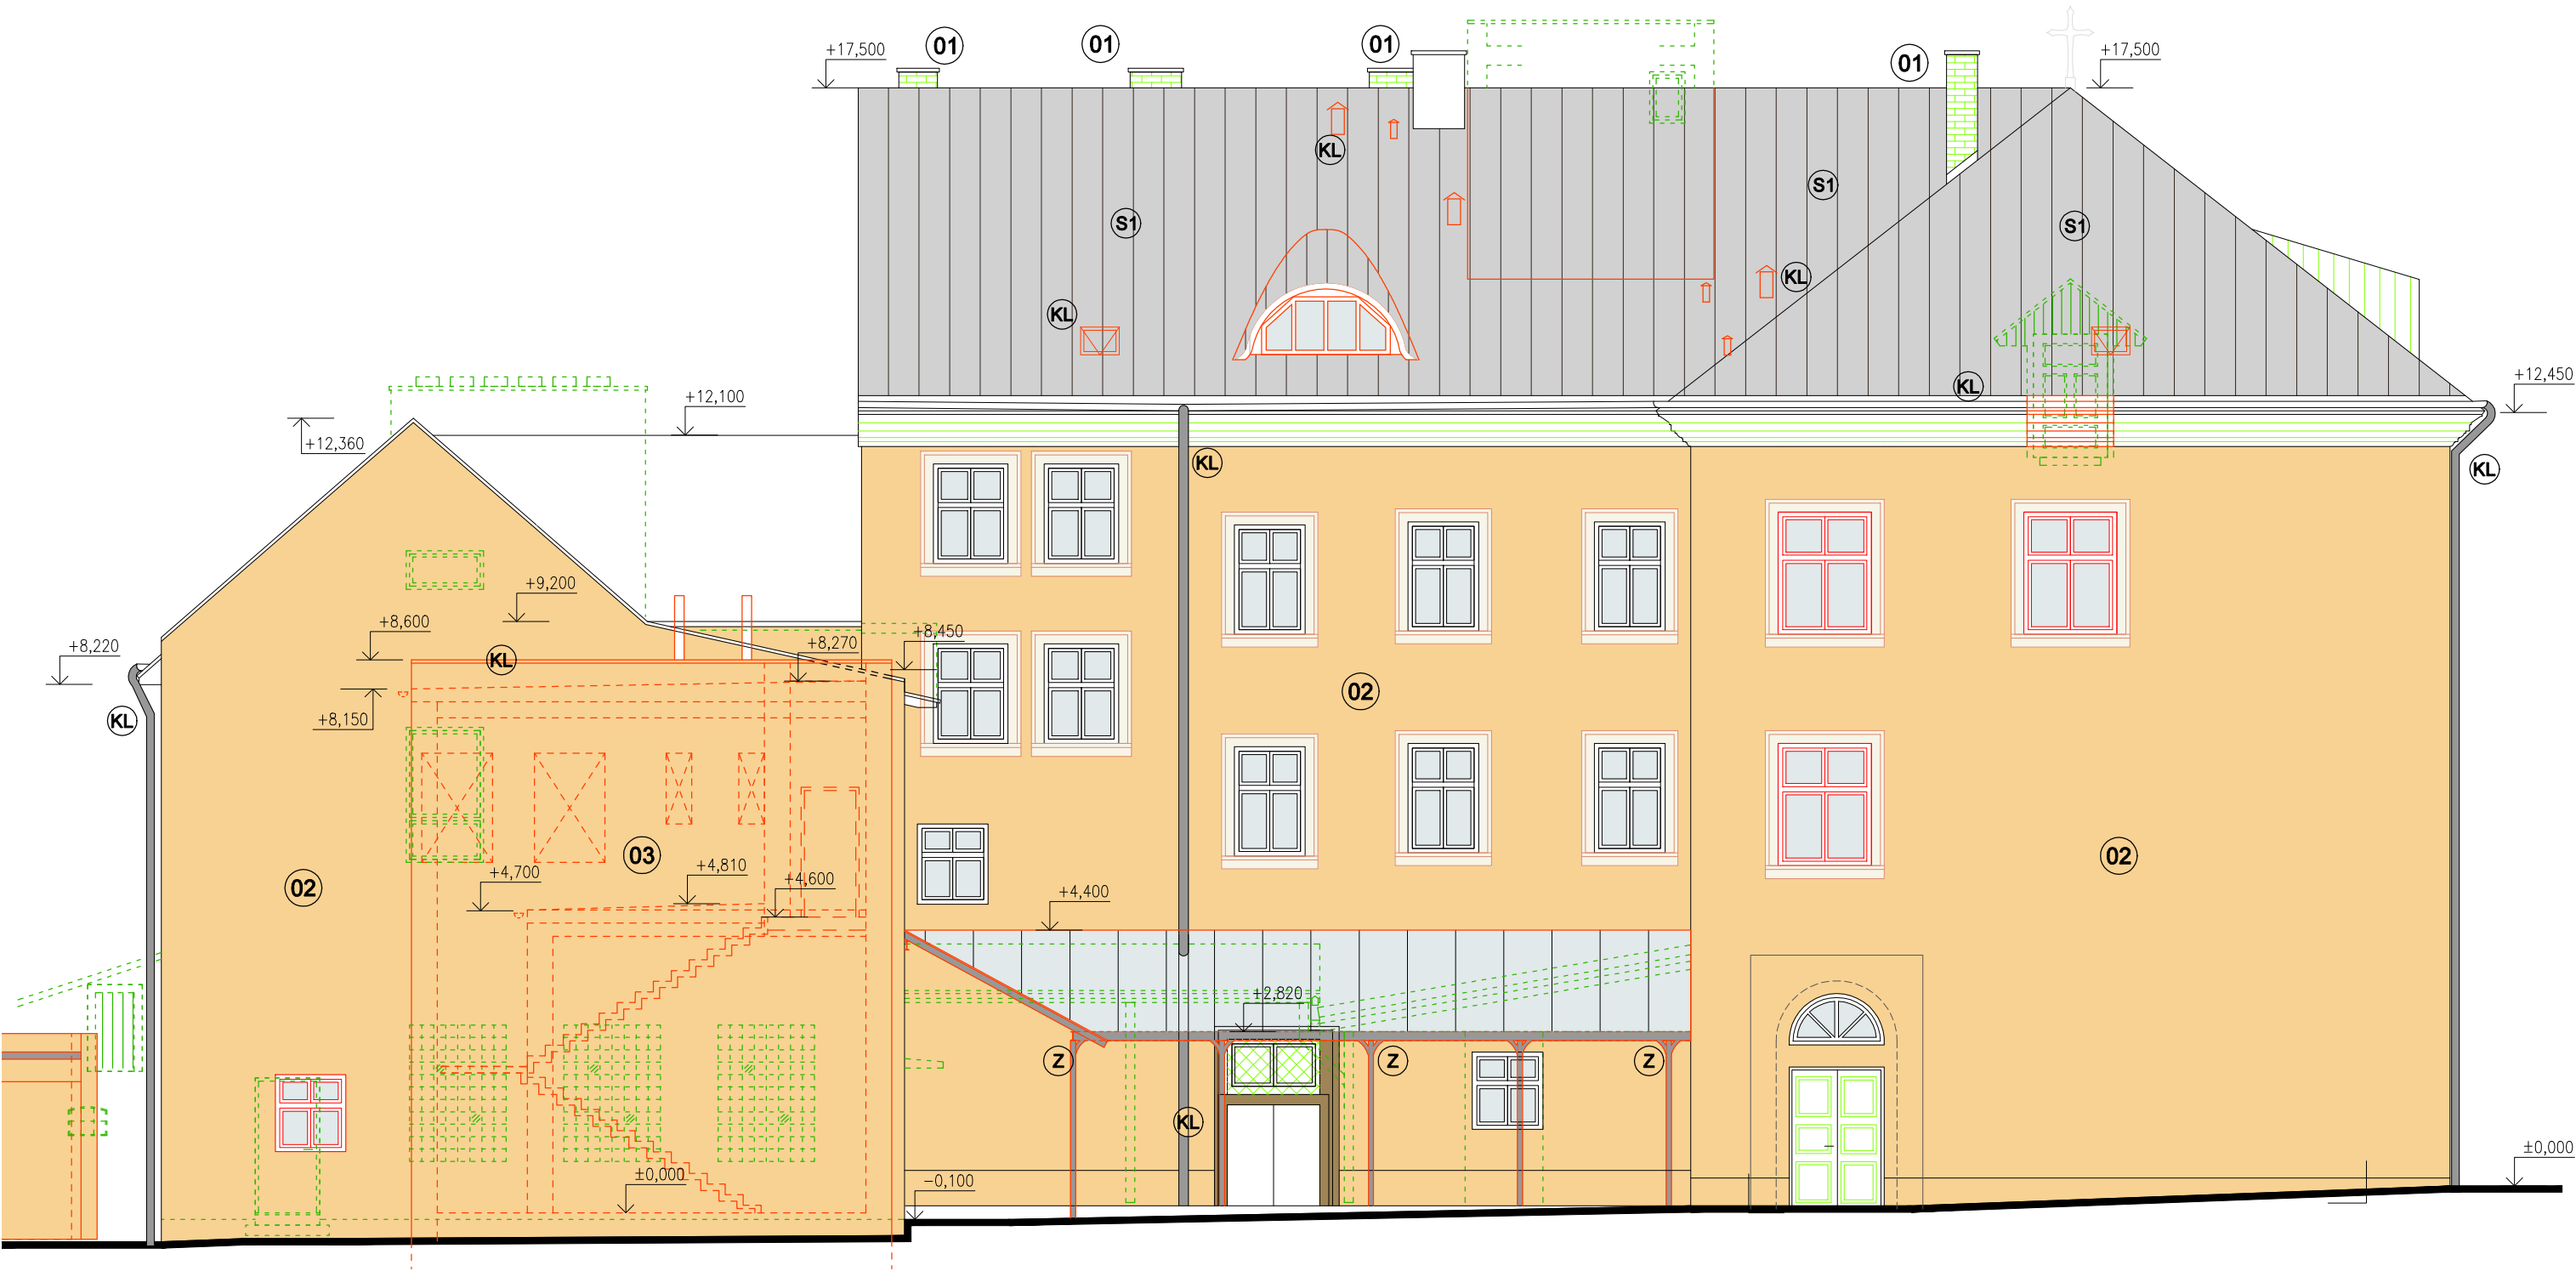 01
01
01
01
+17,500
+17,500
KL
S1
S1
S1
KL
KL
KL
+12,450
+12,100
+12,360
KL
KL
+9,200
+8,600
+8,450
+8,220
+8,270
KL
02
KL
+8,150
03
02
02
+4,700
+4,810
+4,600
+4,400
+2,820
Z
Z
Z
KL
±0,000
±0,000
-0,100